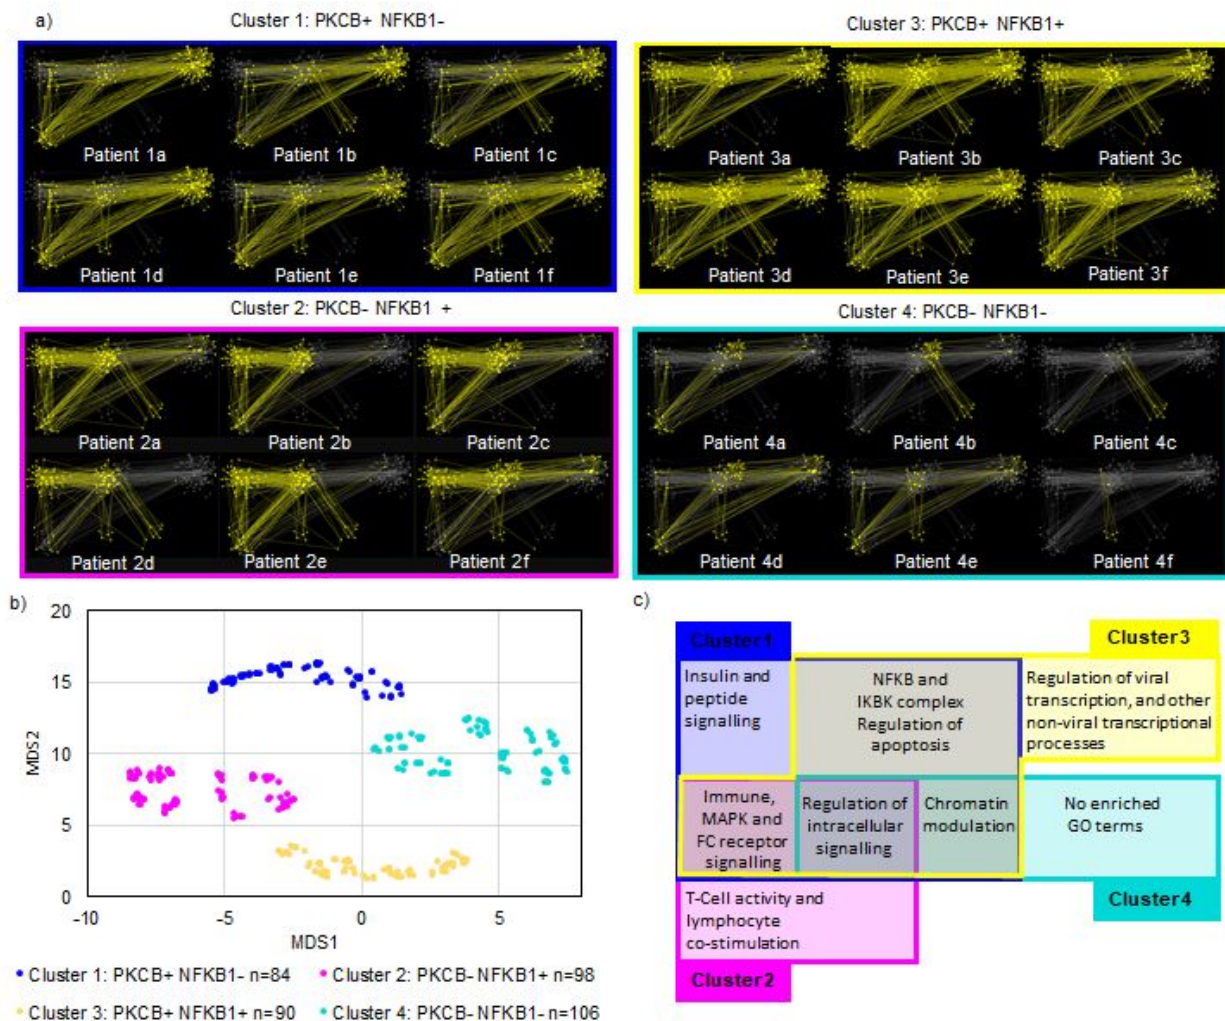 a)
Cluster 1: PKCB+ NFKB1-
Patient 1a
Patient 1b
Patient 1c
Patient 1d
Patient 1e
Patient 1f
Cluster 3: PKCB+ NFKB1+
Patient 3a
Patient 3b
Patient 3c
Patient 3d
Patient 3e
Patient 3f
Cluster 2: PKCB- NFKB1 +
Patient 2a
Patient 2b
Patient 2c
Patient 2d
Patient 2e
Patient 2f
Cluster 4: PKCB- NFKB1-
Patient 4a
Patient 4b
Patient 4c
Patient 4d
Patient 4e
Patient 4f
b)
20
15
10
5
0
-10
-5
0
5
MDS2
MDS1
Cluster 1: PKCB+ NFKB1- n=84
Cluster 2: PKCB- NFKB1+ n=98
Cluster 3: PKCB+ NFKB1+ n=90
Cluster 4: PKCB- NFKB1- n=106
c)
Cluster1
Cluster3
Insulin and
peptide
signalling
NFKB and
IKBK complex
Regulation of
apoptosis
Regulation of viral
transcription, and other
non-viral transcriptional
processes
Immune,
MAPK and
FC receptor
signalling
Regulation of
intracellular
signalling
Chromatin
modulation
No enriched
GO terms
T-Cell activity and
lymphocyte
co-stimulation
Cluster4
Cluster2